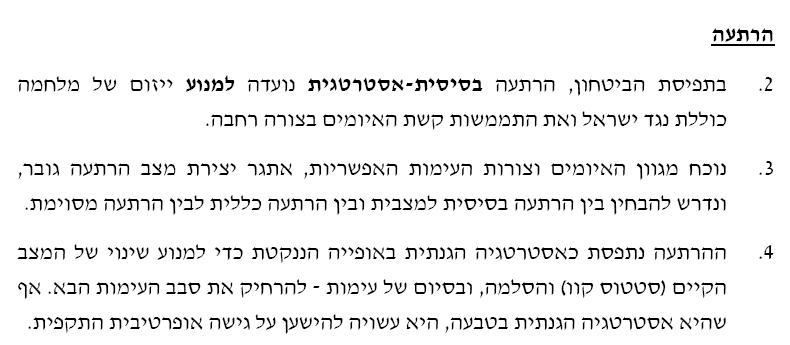 הרתעה
2. בתפיסת הביטחון, הרתעה בסיסית-אסטרטגית נועדה למנוע ייזום של מלחמה
כוללת נגד ישראל ואת התממשות קשת האיומים בצורה רחבה.
3. נוכח מגוון האיומים וצורות העימות האפשריות, אתגר יצירת מצב הרתעה גובר,
ונדרש להבחין בין הרתעה בסיסית למצבית ובין הרתעה כללית לבין הרתעה מסוימת.
4. ההרתעה נתפסת כאסטרטגיה הגנתית באופייה הננקטת כדי למנוע שינוי של המצב
הקיים (סטטוס קוו) והסלמה, ובסיום של עימות - להרחיק את סבב העימות הבא. אף
שהיא אסטרטגיה הגנתית בטבעה, היא עשויה להישען על גישה אופרטיבית התקפית.